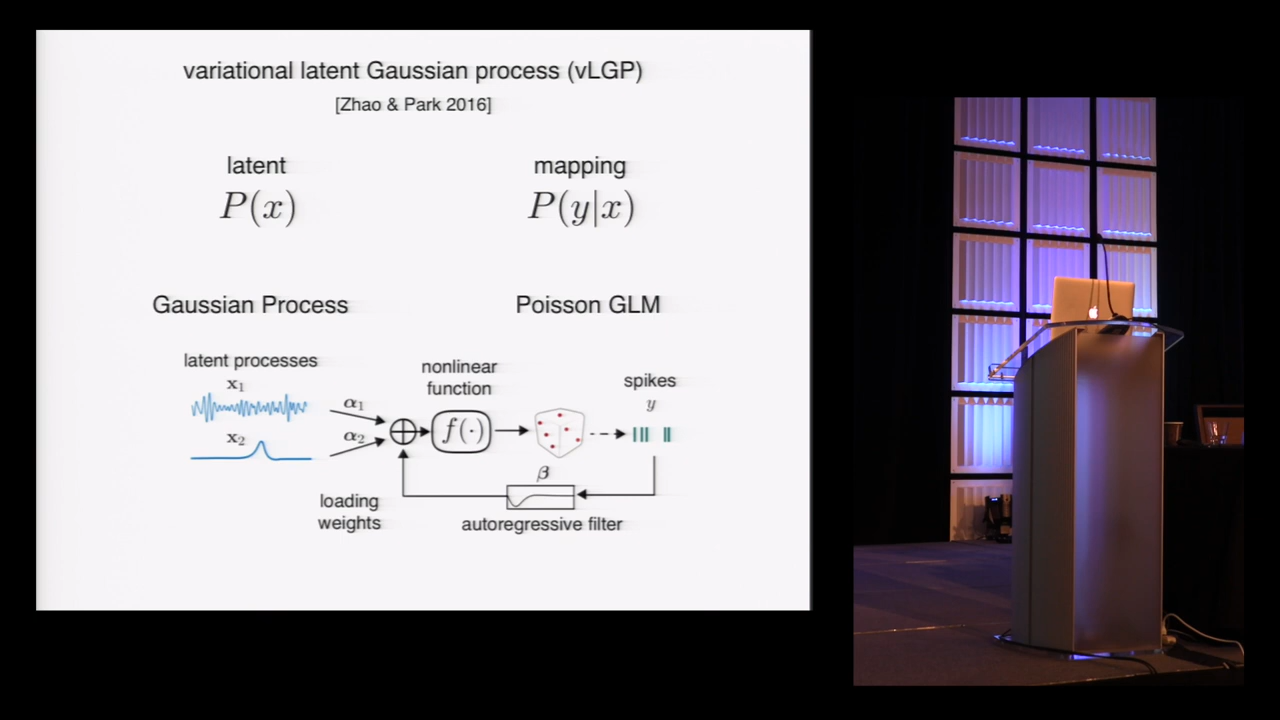 variational latent Gaussian process (vLGP)
[Zhao & Park 2016]
latent
mapping
P(x)
P(y|x)
Gaussian Process
Poisson GLM
latent processes
nonlinear
function
spikes
x₁
α₁
y
f(·)
x₂
α₂
β
loading
weights
autoregressive filter